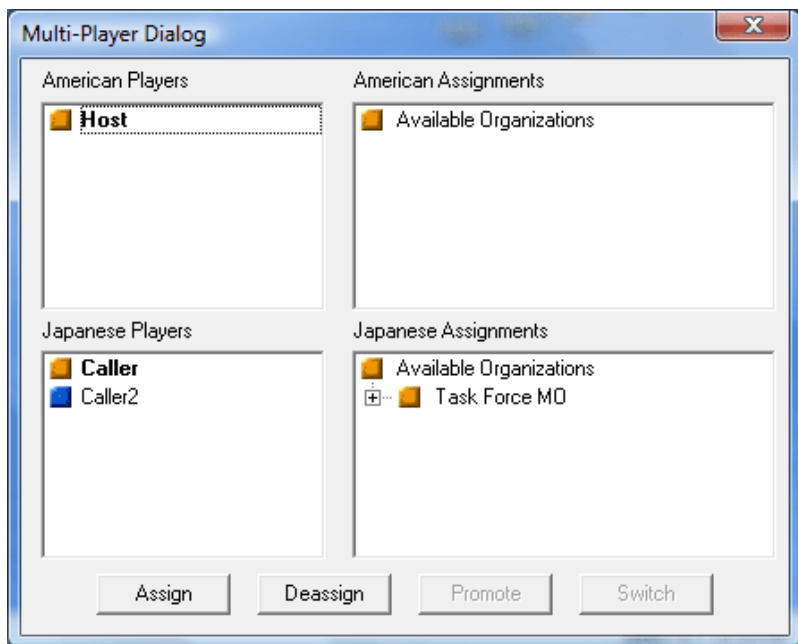 Multi-Player Dialog
American Players
American Assignments
Host
Available Organizations
Japanese Players
Japanese Assignments
Caller
Caller2
Available Organizations
Task Force MO
Assign
Deassign
Promote
Switch